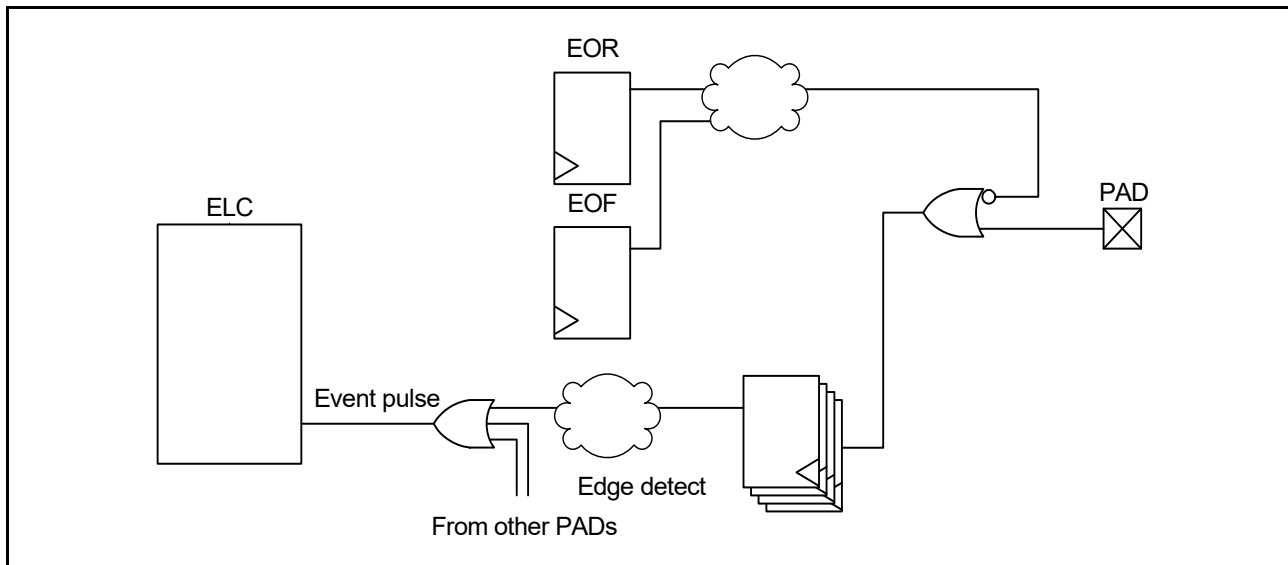 EOR
PAD
ELC
EOF
Event pulse
Edge detect
From other PADs